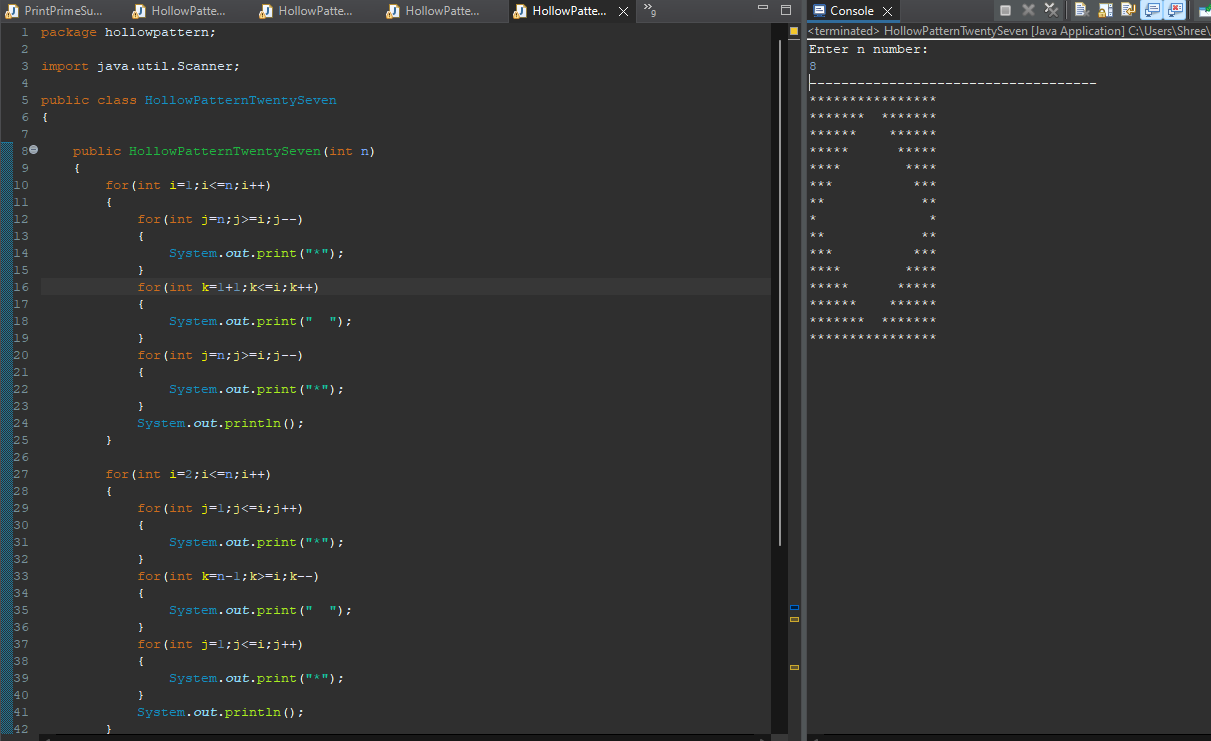 PrintPrimeSu... HollowPatte... HollowPatte... HollowPatte... HollowPatte... »9
1 package hollowpattern;
2
3 import java.util.Scanner;
4
5 public class HollowPatternTwentySeven
6 {
7
8     public HollowPatternTwentySeven(int n)
9     {
10         for(int i=1;i<=n;i++)
11         {
12             for(int j=n;j>=i;j--)
13             {
14                 System.out.print("*");
15             }
16             for(int k=1+1;k<=i;k++)
17             {
18                 System.out.print("  ");
19             }
20             for(int j=n;j>=i;j--)
21             {
22                 System.out.print("*");
23             }
24             System.out.println();
25         }
26
27         for(int i=2;i<=n;i++)
28         {
29             for(int j=1;j<=i;j++)
30             {
31                 System.out.print("*");
32             }
33             for(int k=n-1;k>=i;k--)
34             {
35                 System.out.print("  ");
36             }
37             for(int j=1;j<=i;j++)
38             {
39                 System.out.print("*");
40             }
41             System.out.println();
42         }
Console
<terminated> HollowPatternTwentySeven [Java Application] C:\Users\Shree\
Enter n number:
8
------------------------------------
****************
*******  *******
******    ******
*****      *****
****        ****
***          ***
**            **
*              *
**            **
***          ***
****        ****
*****      *****
******    ******
*******  *******
****************